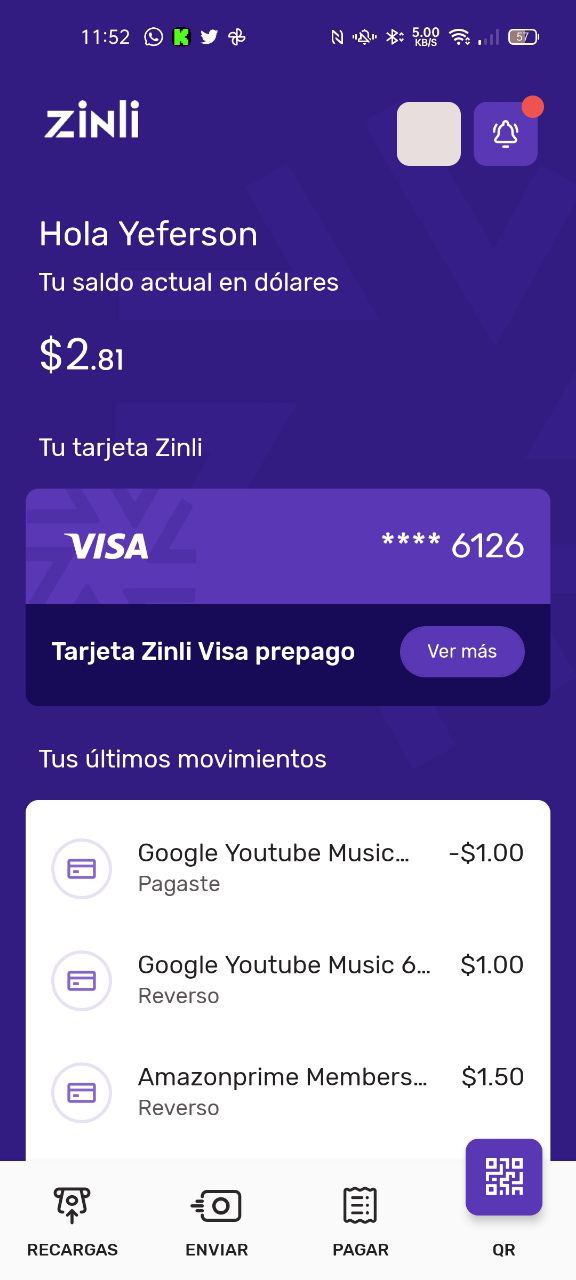 11:52 5.00 KB/S 57
zinli
Hola Yeferson
Tu saldo actual en dólares
$2.81
Tu tarjeta Zinli
VISA **** 6126
Tarjeta Zinli Visa prepago Ver más
Tus últimos movimientos
Google Youtube Music... -$1.00
Pagaste
Google Youtube Music 6... $1.00
Reverso
Amazonprime Members... $1.50
Reverso
RECARGAS ENVIAR PAGAR QR